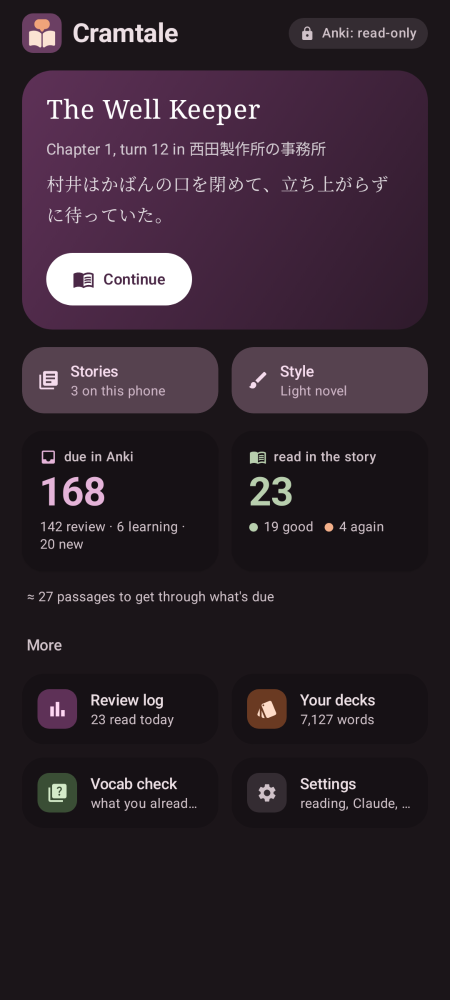 Cramtale
Anki: read-only
The Well Keeper
Chapter 1, turn 12 in 西田製作所の事務所
村井はかばんの口を閉めて、立ち上がらず
に待っていた。
Continue
Stories
3 on this phone
Style
Light novel
due in Anki
168
142 review · 6 learning ·
20 new
read in the story
23
19 good
4 again
≈ 27 passages to get through what's due
More
Review log
23 read today
Your decks
7,127 words
Vocab check
what you alread…
Settings
reading, Claude, …